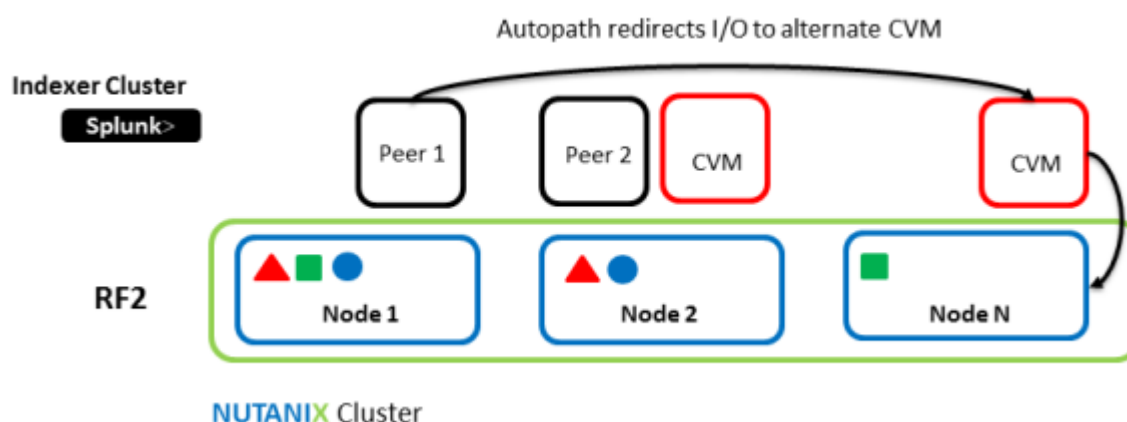 Autopath redirects I/O to alternate CVM
Indexer Cluster
Splunk>
Peer 1
Peer 2
CVM
CVM
RF2
Node 1
Node 2
Node N
NUTANIX Cluster